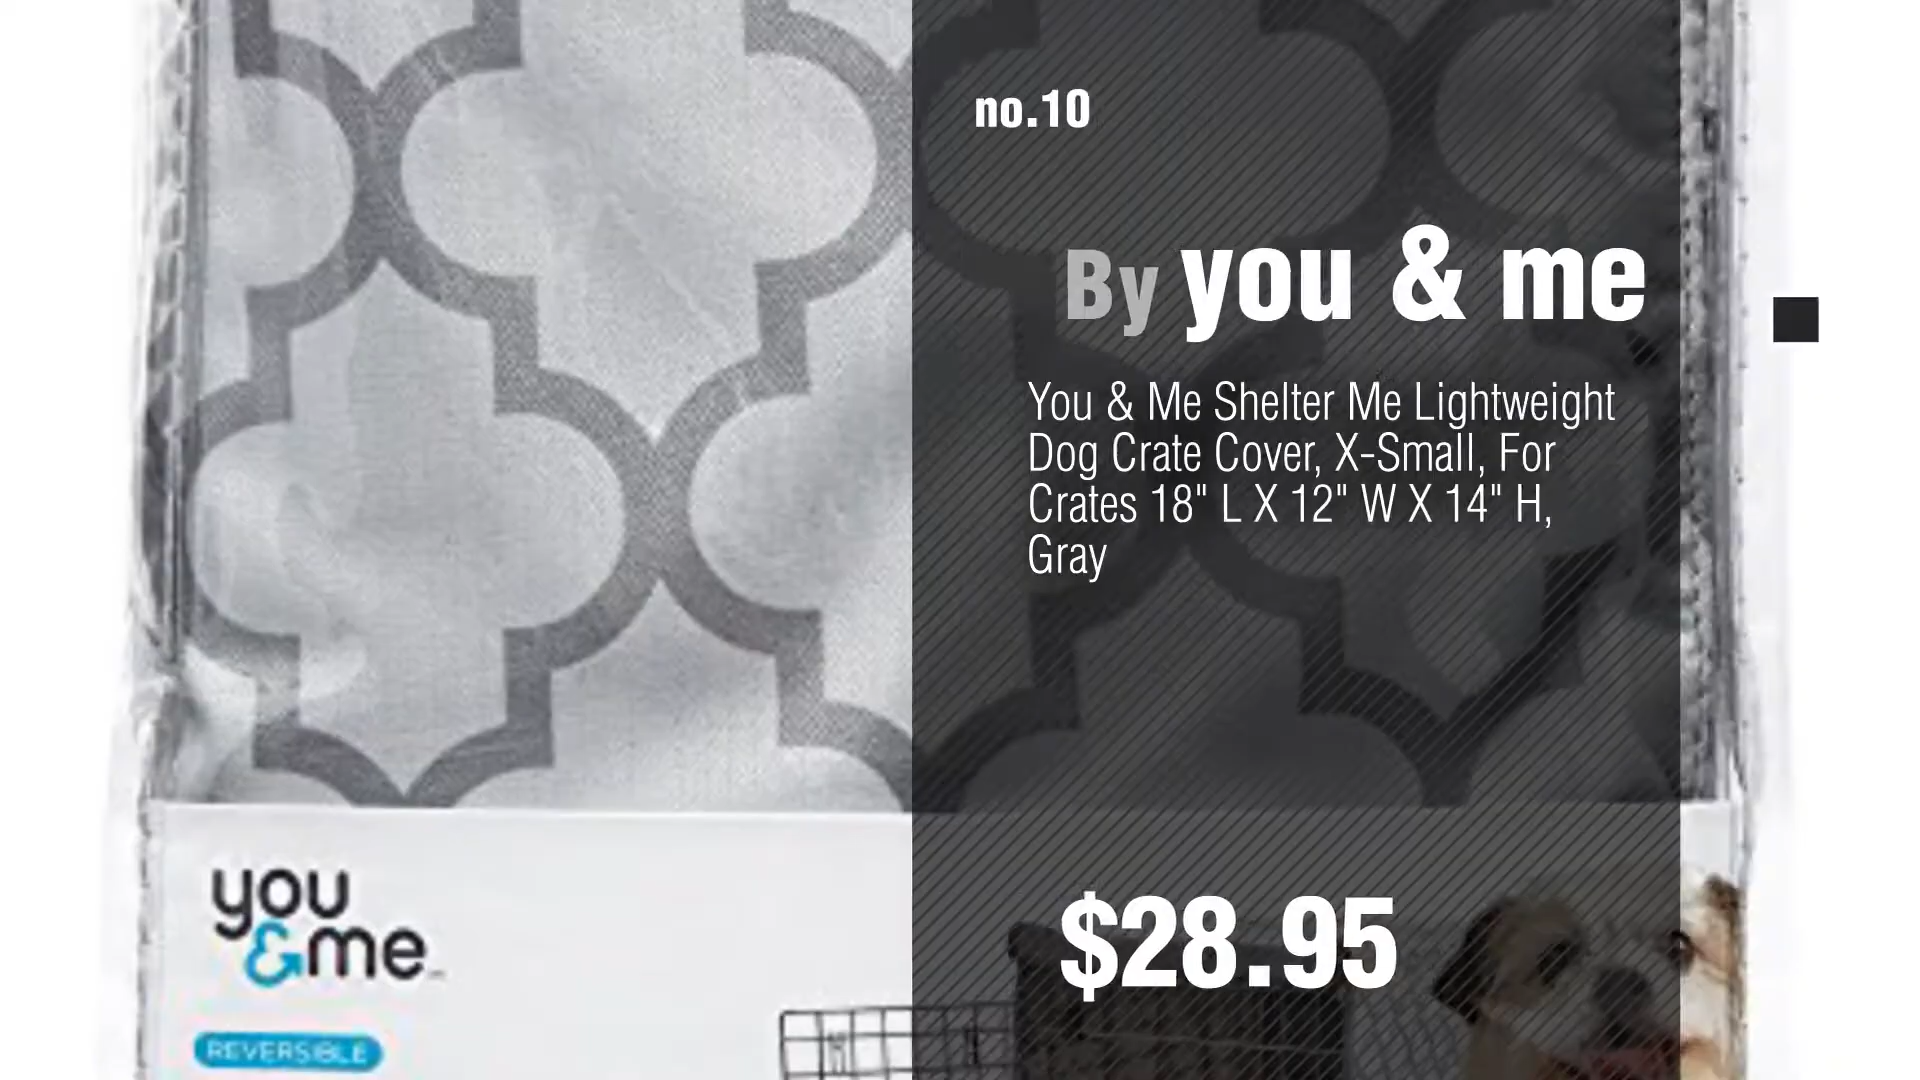 no.10
By you & me
You & Me Shelter Me Lightweight
Dog Crate Cover, X-Small, For
Crates 18" L X 12" W X 14" H,
Gray
$28.95
you
&me
REVERSIBLE